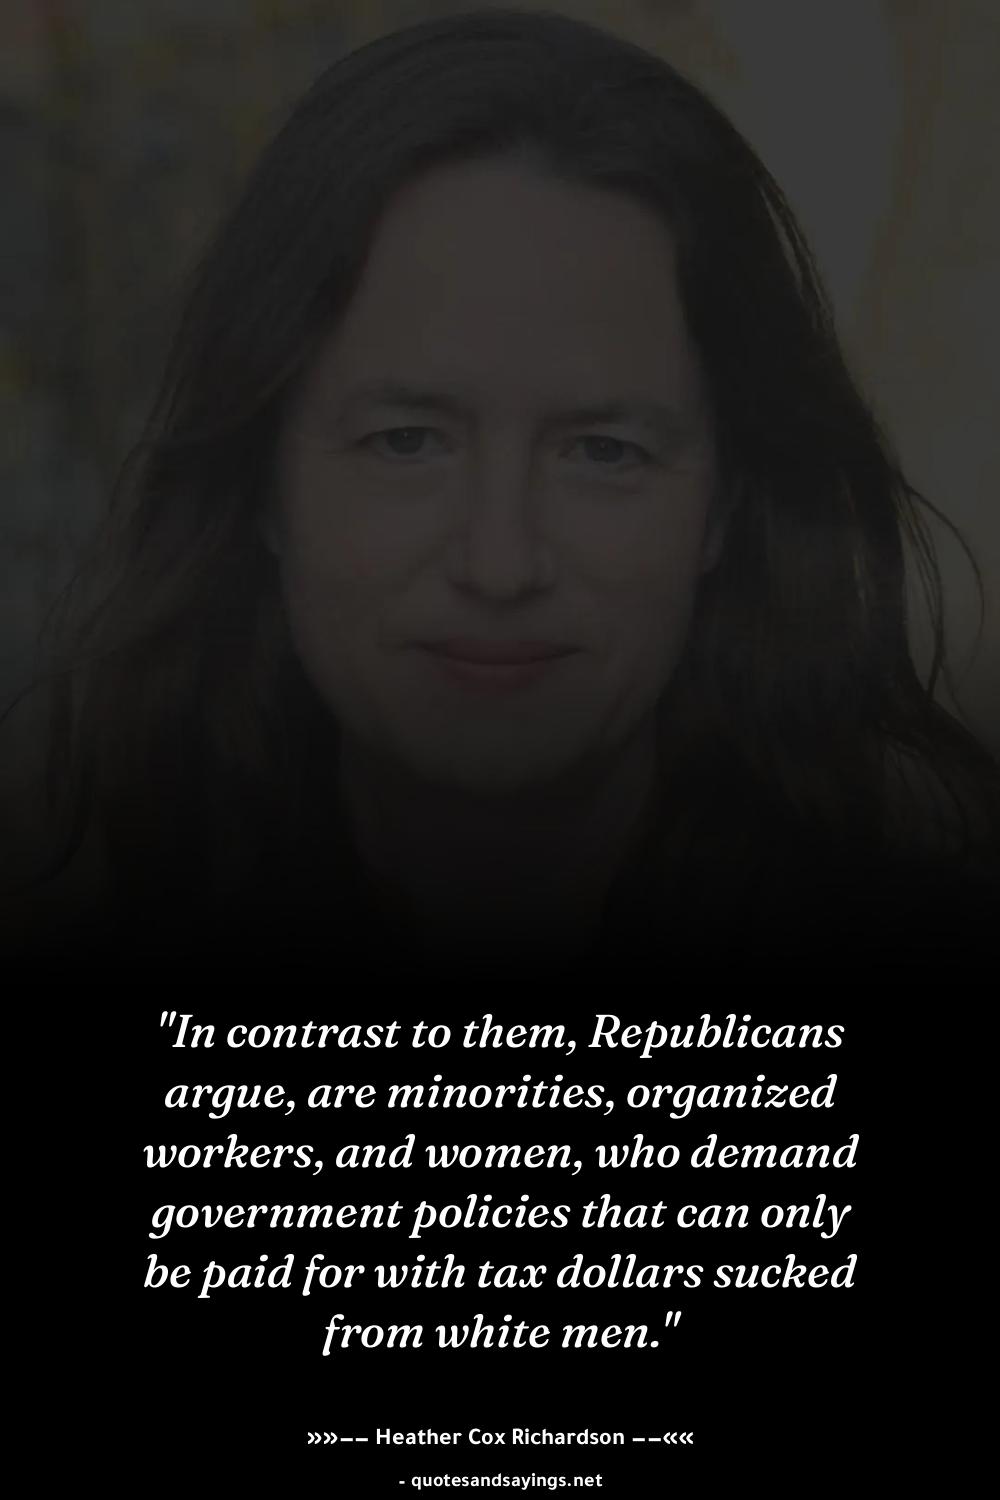 "In contrast to them, Republicans
argue, are minorities, organized
workers, and women, who demand
government policies that can only
be paid for with tax dollars sucked
from white men."
»»–– Heather Cox Richardson ––««
- quotesandsayings.net